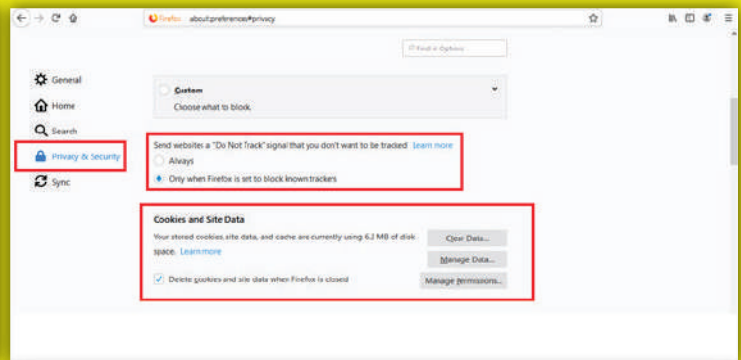 Firefox about:preferences#privacy
Find in Options
General
Home
Search
Privacy & Security
Sync
Custom
Choose what to block.
Send websites a "Do Not Track" signal that you don't want to be tracked Learn more
Always
Only when Firefox is set to block known trackers
Cookies and Site Data
Your stored cookies, site data, and cache are currently using 6.2 MB of disk
space. Learn more
Delete cookies and site data when Firefox is closed
Clear Data...
Manage Data...
Manage Permissions...